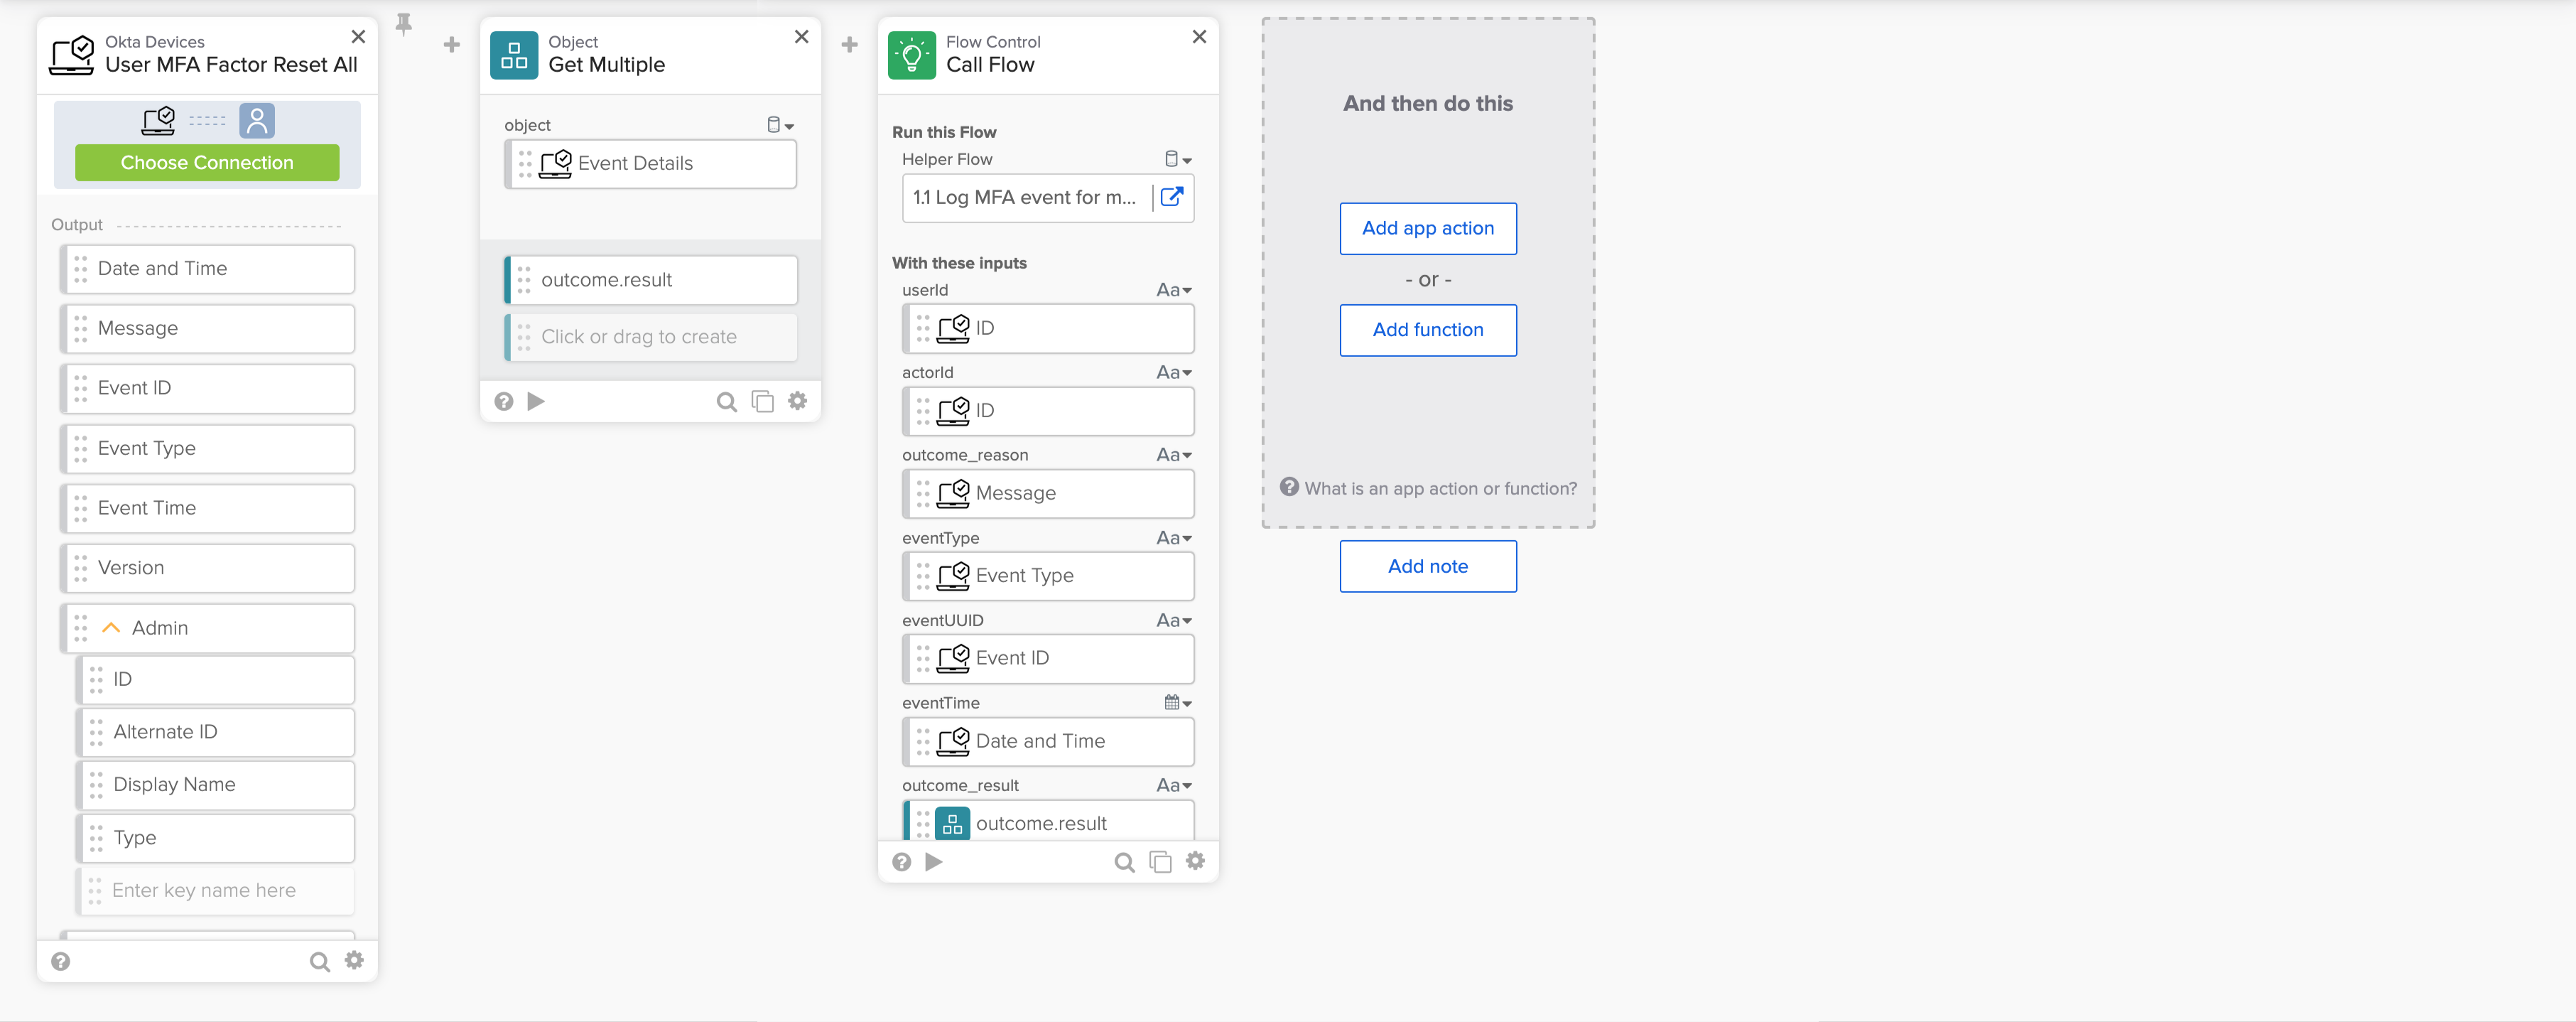 Okta Devices
User MFA Factor Reset All
Choose Connection
Output
Date and Time
Message
Event ID
Event Type
Event Time
Version
Admin
ID
Alternate ID
Display Name
Type
Enter key name here
Object
Get Multiple
object
Event Details
outcome.result
Click or drag to create
Flow Control
Call Flow
Run this Flow
Helper Flow
1.1 Log MFA event for m...
With these inputs
userId Aa
ID
actorId Aa
ID
outcome_reason Aa
Message
eventType Aa
Event Type
eventUUID Aa
Event ID
eventTime
Date and Time
outcome_result Aa
outcome.result
And then do this
Add app action
- or -
Add function
What is an app action or function?
Add note